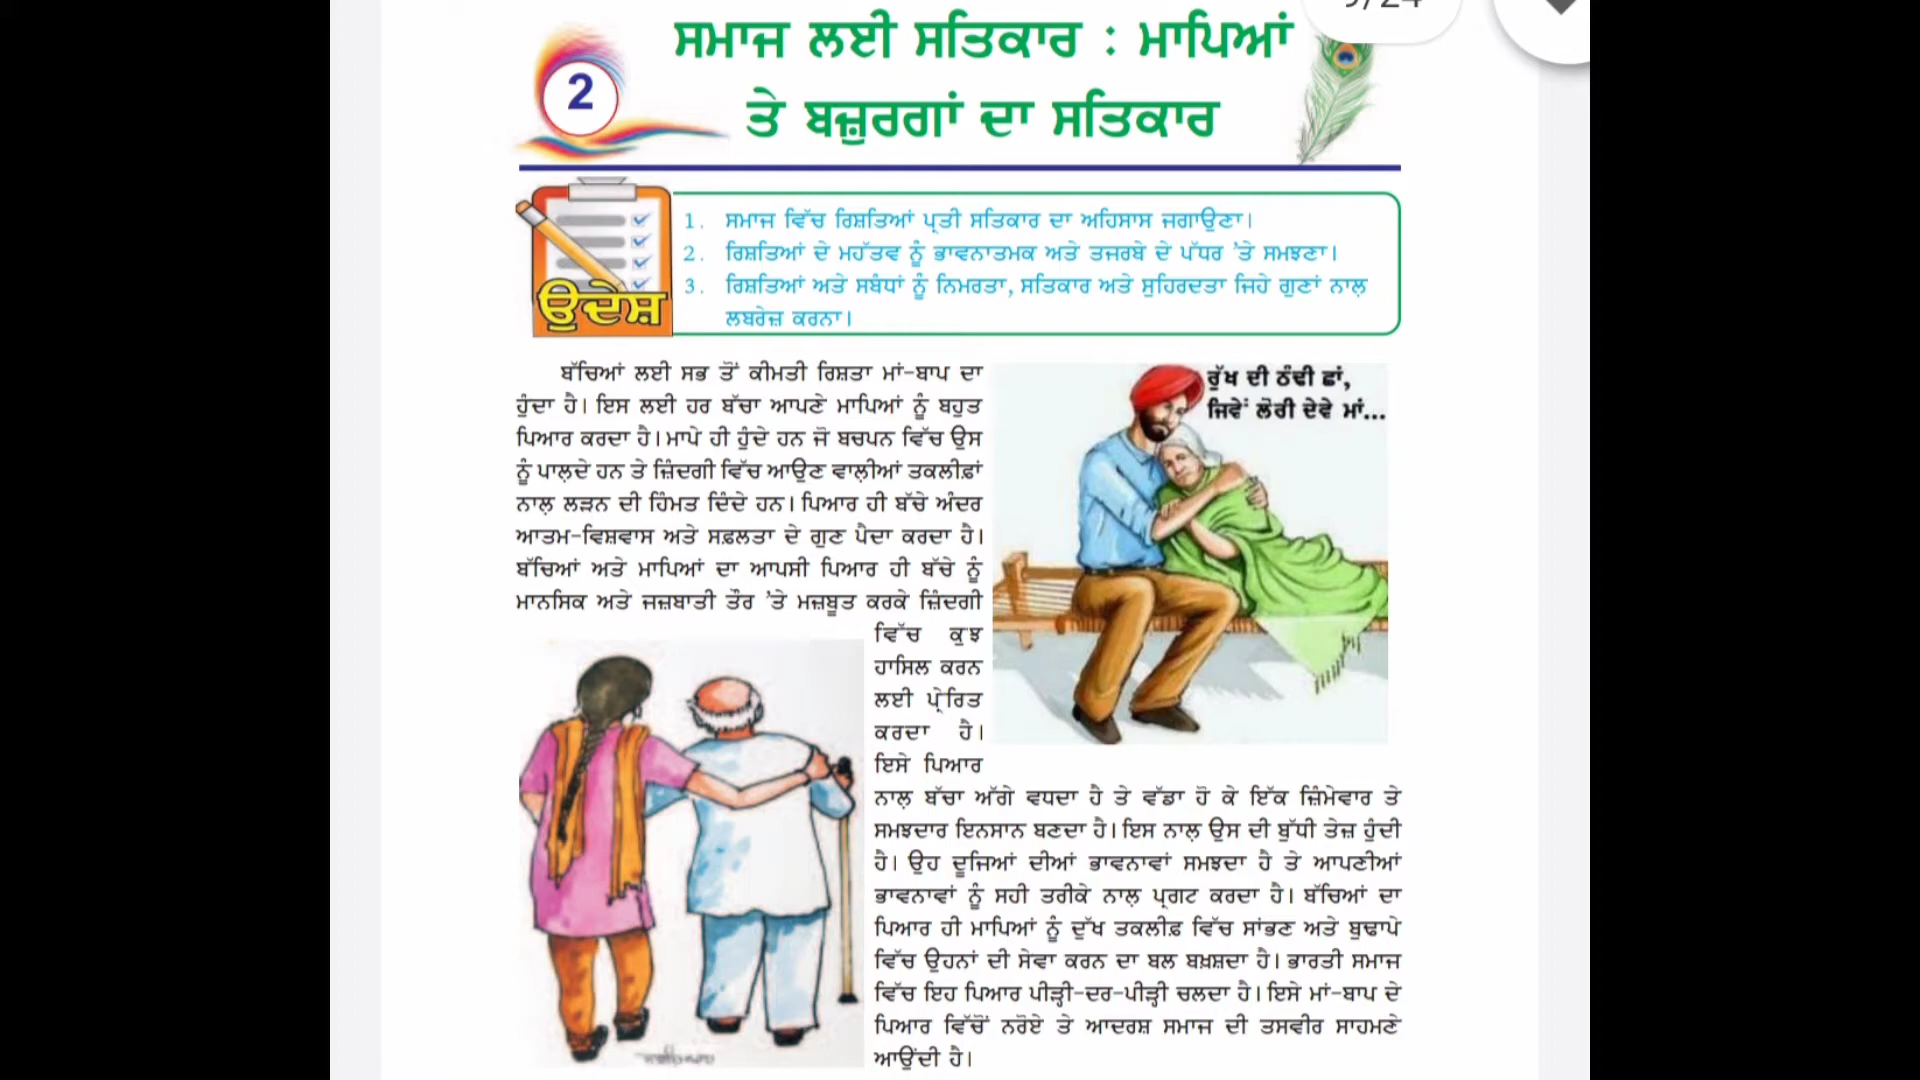 2
ਸਮਾਜ ਲਈ ਸਤਿਕਾਰ : ਮਾਪਿਆਂ
ਤੇ ਬਜ਼ੁਰਗਾਂ ਦਾ ਸਤਿਕਾਰ
ਉਦੇਸ਼
1. ਸਮਾਜ ਵਿੱਚ ਰਿਸ਼ਤਿਆਂ ਪ੍ਰਤੀ ਸਤਿਕਾਰ ਦਾ ਅਹਿਸਾਸ ਜਗਾਉਣਾ।
2. ਰਿਸ਼ਤਿਆਂ ਦੇ ਮਹੱਤਵ ਨੂੰ ਭਾਵਨਾਤਮਕ ਅਤੇ ਤਜਰਬੇ ਦੇ ਪੱਧਰ ’ਤੇ ਸਮਝਣਾ।
3. ਰਿਸ਼ਤਿਆਂ ਅਤੇ ਸਬੰਧਾਂ ਨੂੰ ਨਿਮਰਤਾ, ਸਤਿਕਾਰ ਅਤੇ ਸੁਹਿਰਦਤਾ ਜਿਹੇ ਗੁਣਾਂ ਨਾਲ਼
ਲਬਰੇਜ਼ ਕਰਨਾ।
ਬੱਚਿਆਂ ਲਈ ਸਭ ਤੋਂ ਕੀਮਤੀ ਰਿਸ਼ਤਾ ਮਾਂ-ਬਾਪ ਦਾ
ਹੁੰਦਾ ਹੈ। ਇਸ ਲਈ ਹਰ ਬੱਚਾ ਆਪਣੇ ਮਾਪਿਆਂ ਨੂੰ ਬਹੁਤ
ਪਿਆਰ ਕਰਦਾ ਹੈ। ਮਾਪੇ ਹੀ ਹੁੰਦੇ ਹਨ ਜੋ ਬਚਪਨ ਵਿੱਚ ਉਸ
ਨੂੰ ਪਾਲ਼ਦੇ ਹਨ ਤੇ ਜ਼ਿੰਦਗੀ ਵਿੱਚ ਆਉਣ ਵਾਲ਼ੀਆਂ ਤਕਲੀਫ਼ਾਂ
ਨਾਲ਼ ਲੜਨ ਦੀ ਹਿੰਮਤ ਦਿੰਦੇ ਹਨ। ਪਿਆਰ ਹੀ ਬੱਚੇ ਅੰਦਰ
ਆਤਮ-ਵਿਸ਼ਵਾਸ ਅਤੇ ਸਫ਼ਲਤਾ ਦੇ ਗੁਣ ਪੈਦਾ ਕਰਦਾ ਹੈ।
ਬੱਚਿਆਂ ਅਤੇ ਮਾਪਿਆਂ ਦਾ ਆਪਸੀ ਪਿਆਰ ਹੀ ਬੱਚੇ ਨੂੰ
ਮਾਨਸਿਕ ਅਤੇ ਜਜ਼ਬਾਤੀ ਤੌਰ ’ਤੇ ਮਜ਼ਬੂਤ ਕਰਕੇ ਜ਼ਿੰਦਗੀ
ਵਿੱਚ ਕੁਝ
ਹਾਸਿਲ ਕਰਨ
ਲਈ ਪ੍ਰੇਰਿਤ
ਕਰਦਾ ਹੈ।
ਇਸੇ ਪਿਆਰ
ਰੁੱਖ ਦੀ ਠੰਢੀ ਛਾਂ,
ਜਿਵੇਂ ਲੋਰੀ ਦੇਵੇ ਮਾਂ...
ਨਾਲ਼ ਬੱਚਾ ਅੱਗੇ ਵਧਦਾ ਹੈ ਤੇ ਵੱਡਾ ਹੋ ਕੇ ਇੱਕ ਜ਼ਿੰਮੇਵਾਰ ਤੇ
ਸਮਝਦਾਰ ਇਨਸਾਨ ਬਣਦਾ ਹੈ। ਇਸ ਨਾਲ਼ ਉਸ ਦੀ ਬੁੱਧੀ ਤੇਜ਼ ਹੁੰਦੀ
ਹੈ। ਉਹ ਦੂਜਿਆਂ ਦੀਆਂ ਭਾਵਨਾਵਾਂ ਸਮਝਦਾ ਹੈ ਤੇ ਆਪਣੀਆਂ
ਭਾਵਨਾਵਾਂ ਨੂੰ ਸਹੀ ਤਰੀਕੇ ਨਾਲ਼ ਪ੍ਰਗਟ ਕਰਦਾ ਹੈ। ਬੱਚਿਆਂ ਦਾ
ਪਿਆਰ ਹੀ ਮਾਪਿਆਂ ਨੂੰ ਦੁੱਖ ਤਕਲੀਫ਼ ਵਿੱਚ ਸਾਂਭਣ ਅਤੇ ਬੁਢਾਪੇ
ਵਿੱਚ ਉਹਨਾਂ ਦੀ ਸੇਵਾ ਕਰਨ ਦਾ ਬਲ ਬਖ਼ਸ਼ਦਾ ਹੈ। ਭਾਰਤੀ ਸਮਾਜ
ਵਿੱਚ ਇਹ ਪਿਆਰ ਪੀੜ੍ਹੀ-ਦਰ-ਪੀੜ੍ਹੀ ਚਲਦਾ ਹੈ। ਇਸੇ ਮਾਂ-ਬਾਪ ਦੇ
ਪਿਆਰ ਵਿੱਚੋਂ ਨਰੋਏ ਤੇ ਆਦਰਸ਼ ਸਮਾਜ ਦੀ ਤਸਵੀਰ ਸਾਹਮਣੇ
ਆਉਂਦੀ ਹੈ।